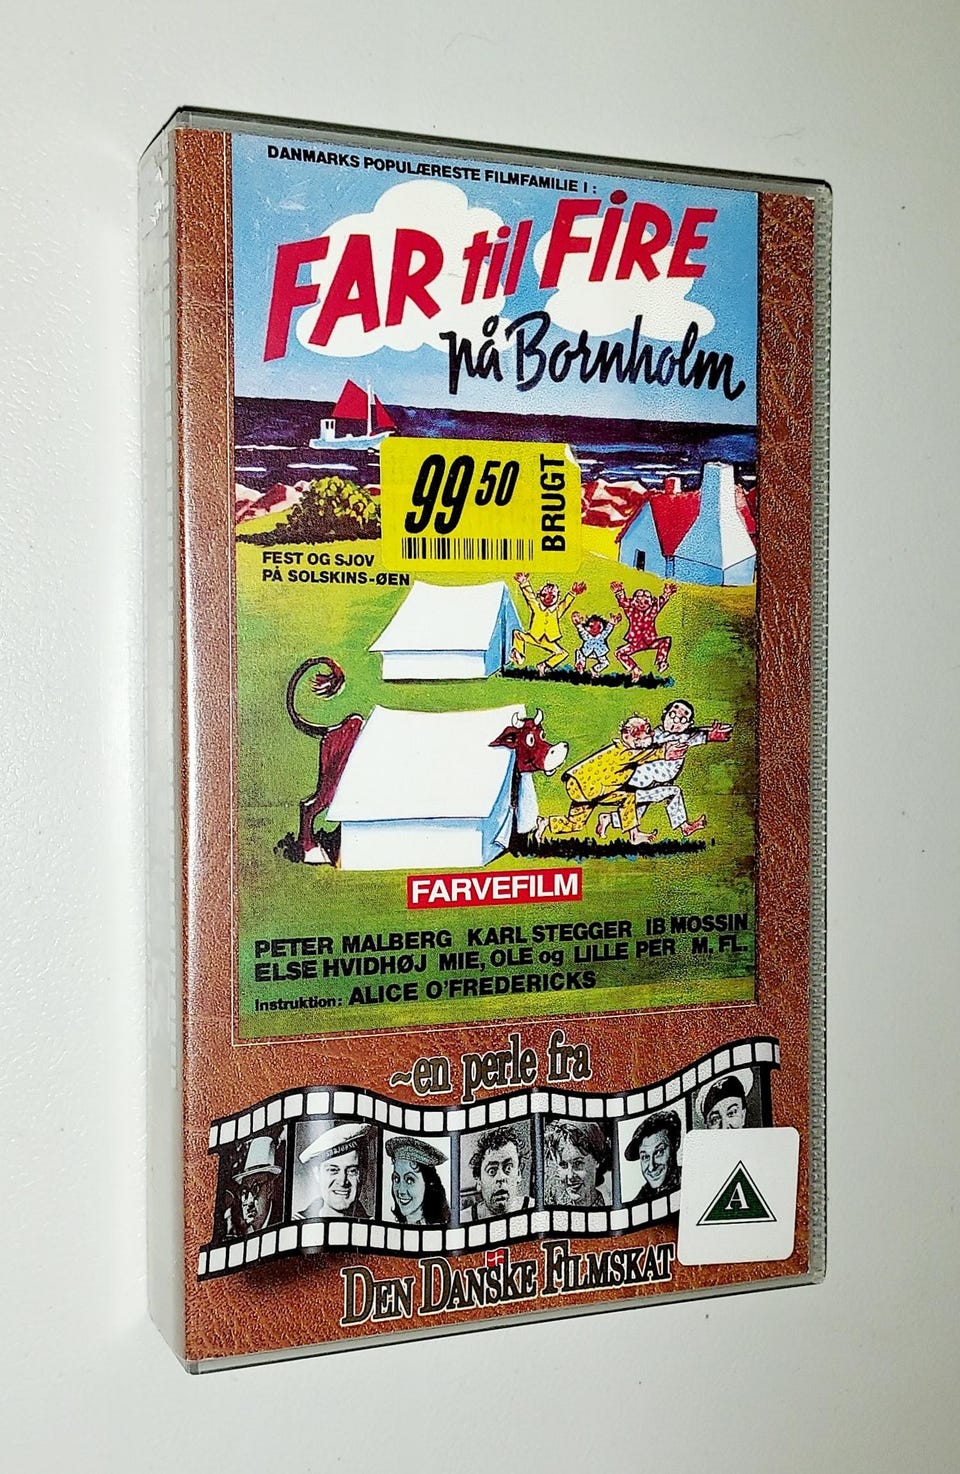 DANMARKS POPULÆRESTE FILMFAMILIE I :
FAR til FIRE
på Bornholm
99 50
BRUGT
FEST OG SJOV
PÅ SOLSKINS-ØEN
FARVEFILM
PETER MALBERG KARL STEGGER IB MOSSIN
ELSE HVIDHØJ MIE, OLE og LILLE PER M. FL.
Instruktion: ALICE O'FREDERICKS
~en perle fra
A
DEN DANSKE FILMSKAT